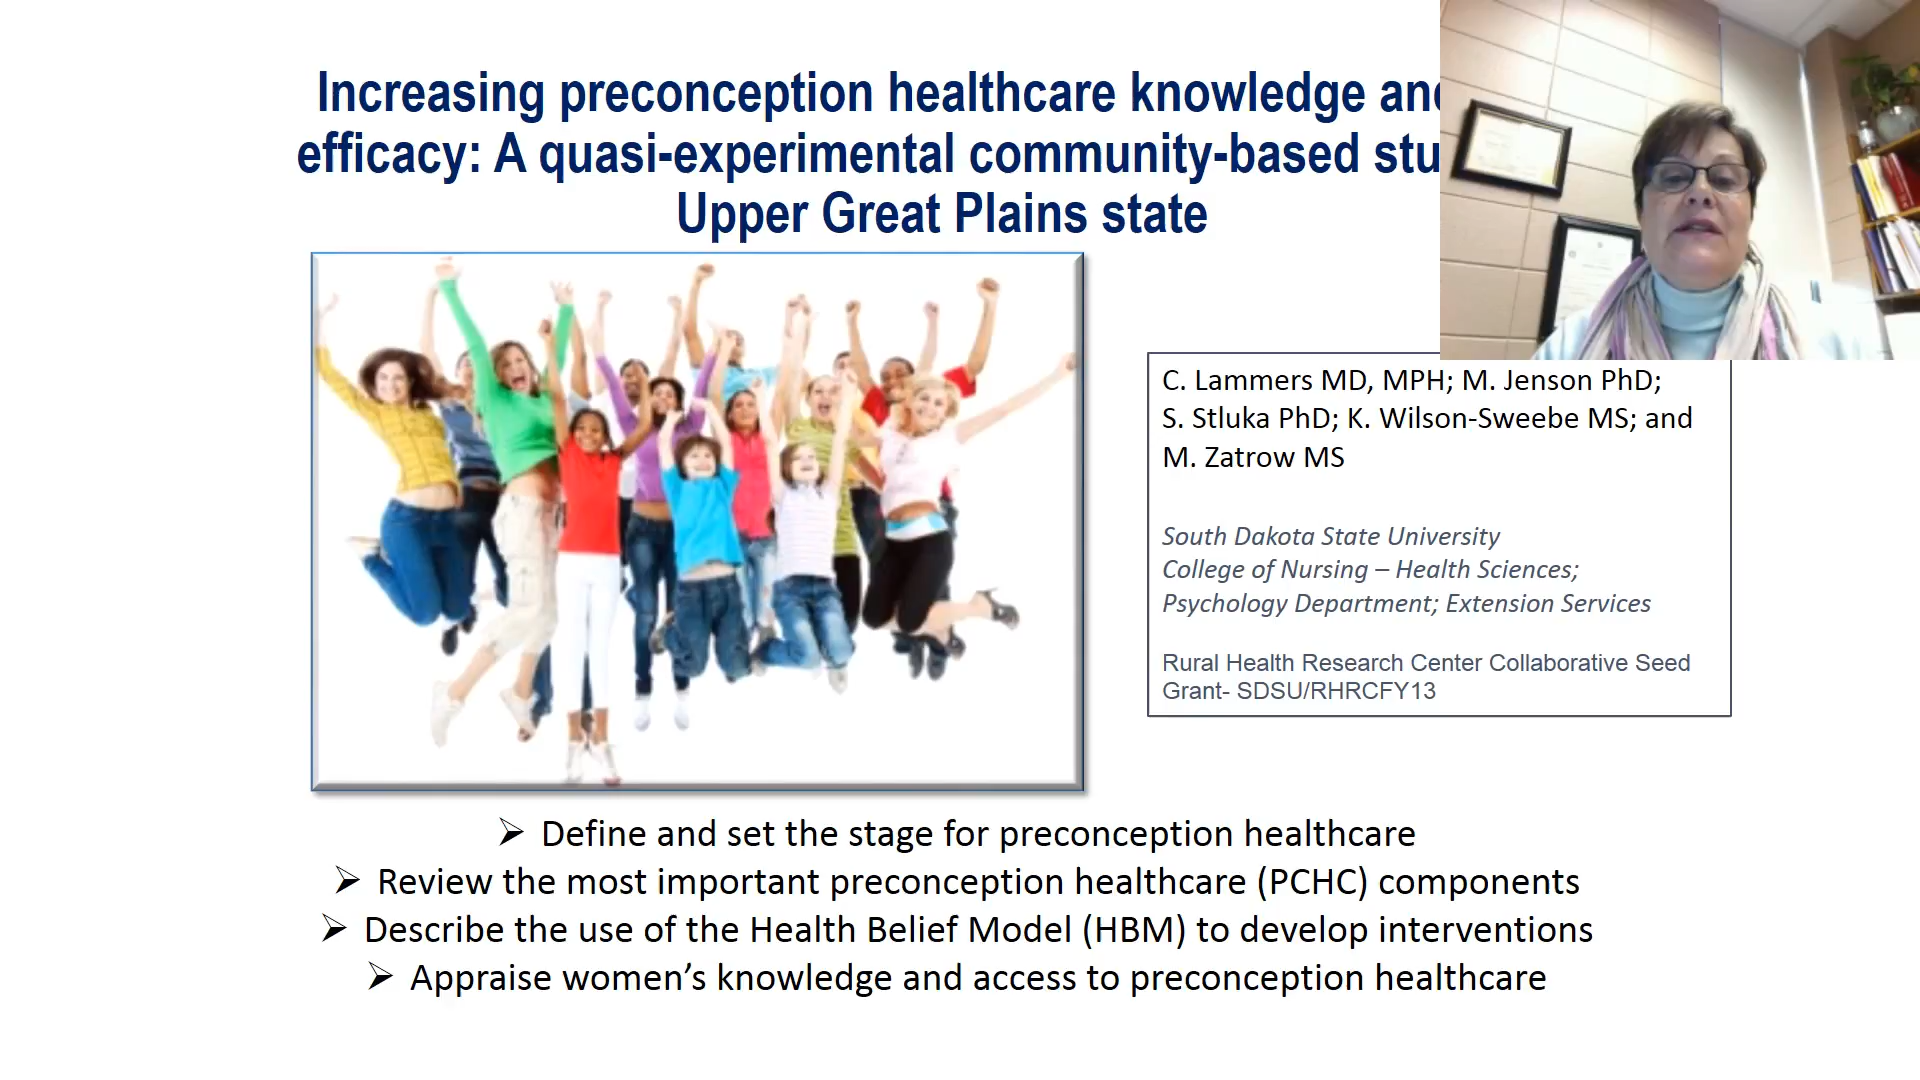 Increasing preconception healthcare knowledge and
efficacy: A quasi-experimental community-based
Upper Great Plains state
C. Lammers MD, MPH; M. Jenson PhD;
S. Stluka PhD; K. Wilson-Sweebe MS; and
M. Zatrow MS
South Dakota State University
College of Nursing – Health Sciences;
Psychology Department; Extension Services
Rural Health Research Center Collaborative Seed
Grant- SDSU/RHRCFY13
➢ Define and set the stage for preconception healthcare
➢ Review the most important preconception healthcare (PCHC) components
➢ Describe the use of the Health Belief Model (HBM) to develop interventions
➢ Appraise women’s knowledge and access to preconception healthcare